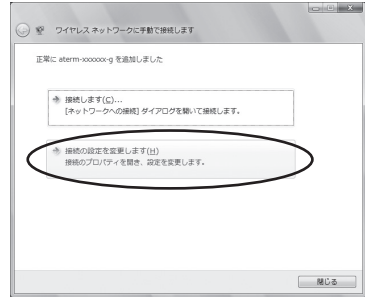 ワイヤレス ネットワークに手動で接続します
正常に aterm-xxxxxx-g を追加しました
接続します(C)...
[ネットワークへの接続] ダイアログを開いて接続します。
接続の設定を変更します(H)
接続のプロパティを開き、設定を変更します。
閉じる